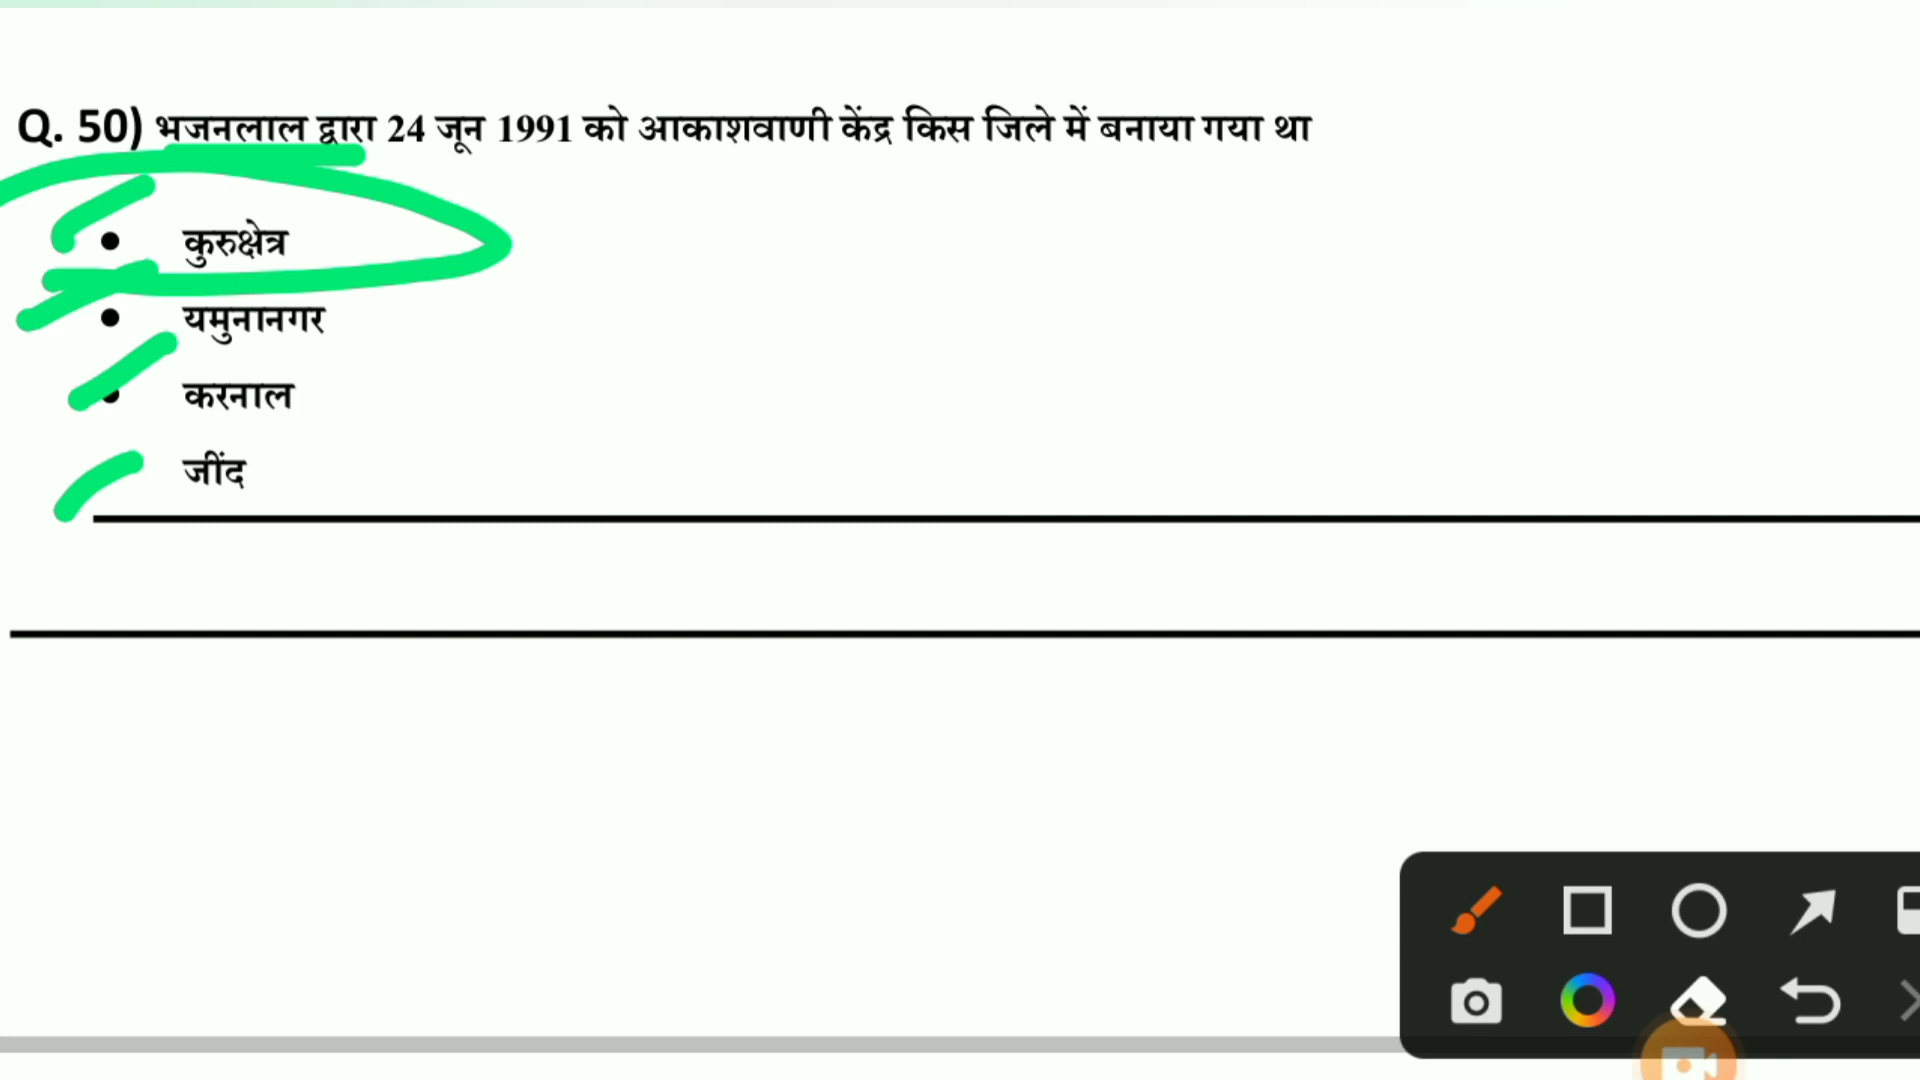 Q. 50) भजनलाल द्वारा 24 जून 1991 को आकाशवाणी केंद्र किस जिले में बनाया गया था
• कुरुक्षेत्र
• यमुनानगर
• करनाल
जींद